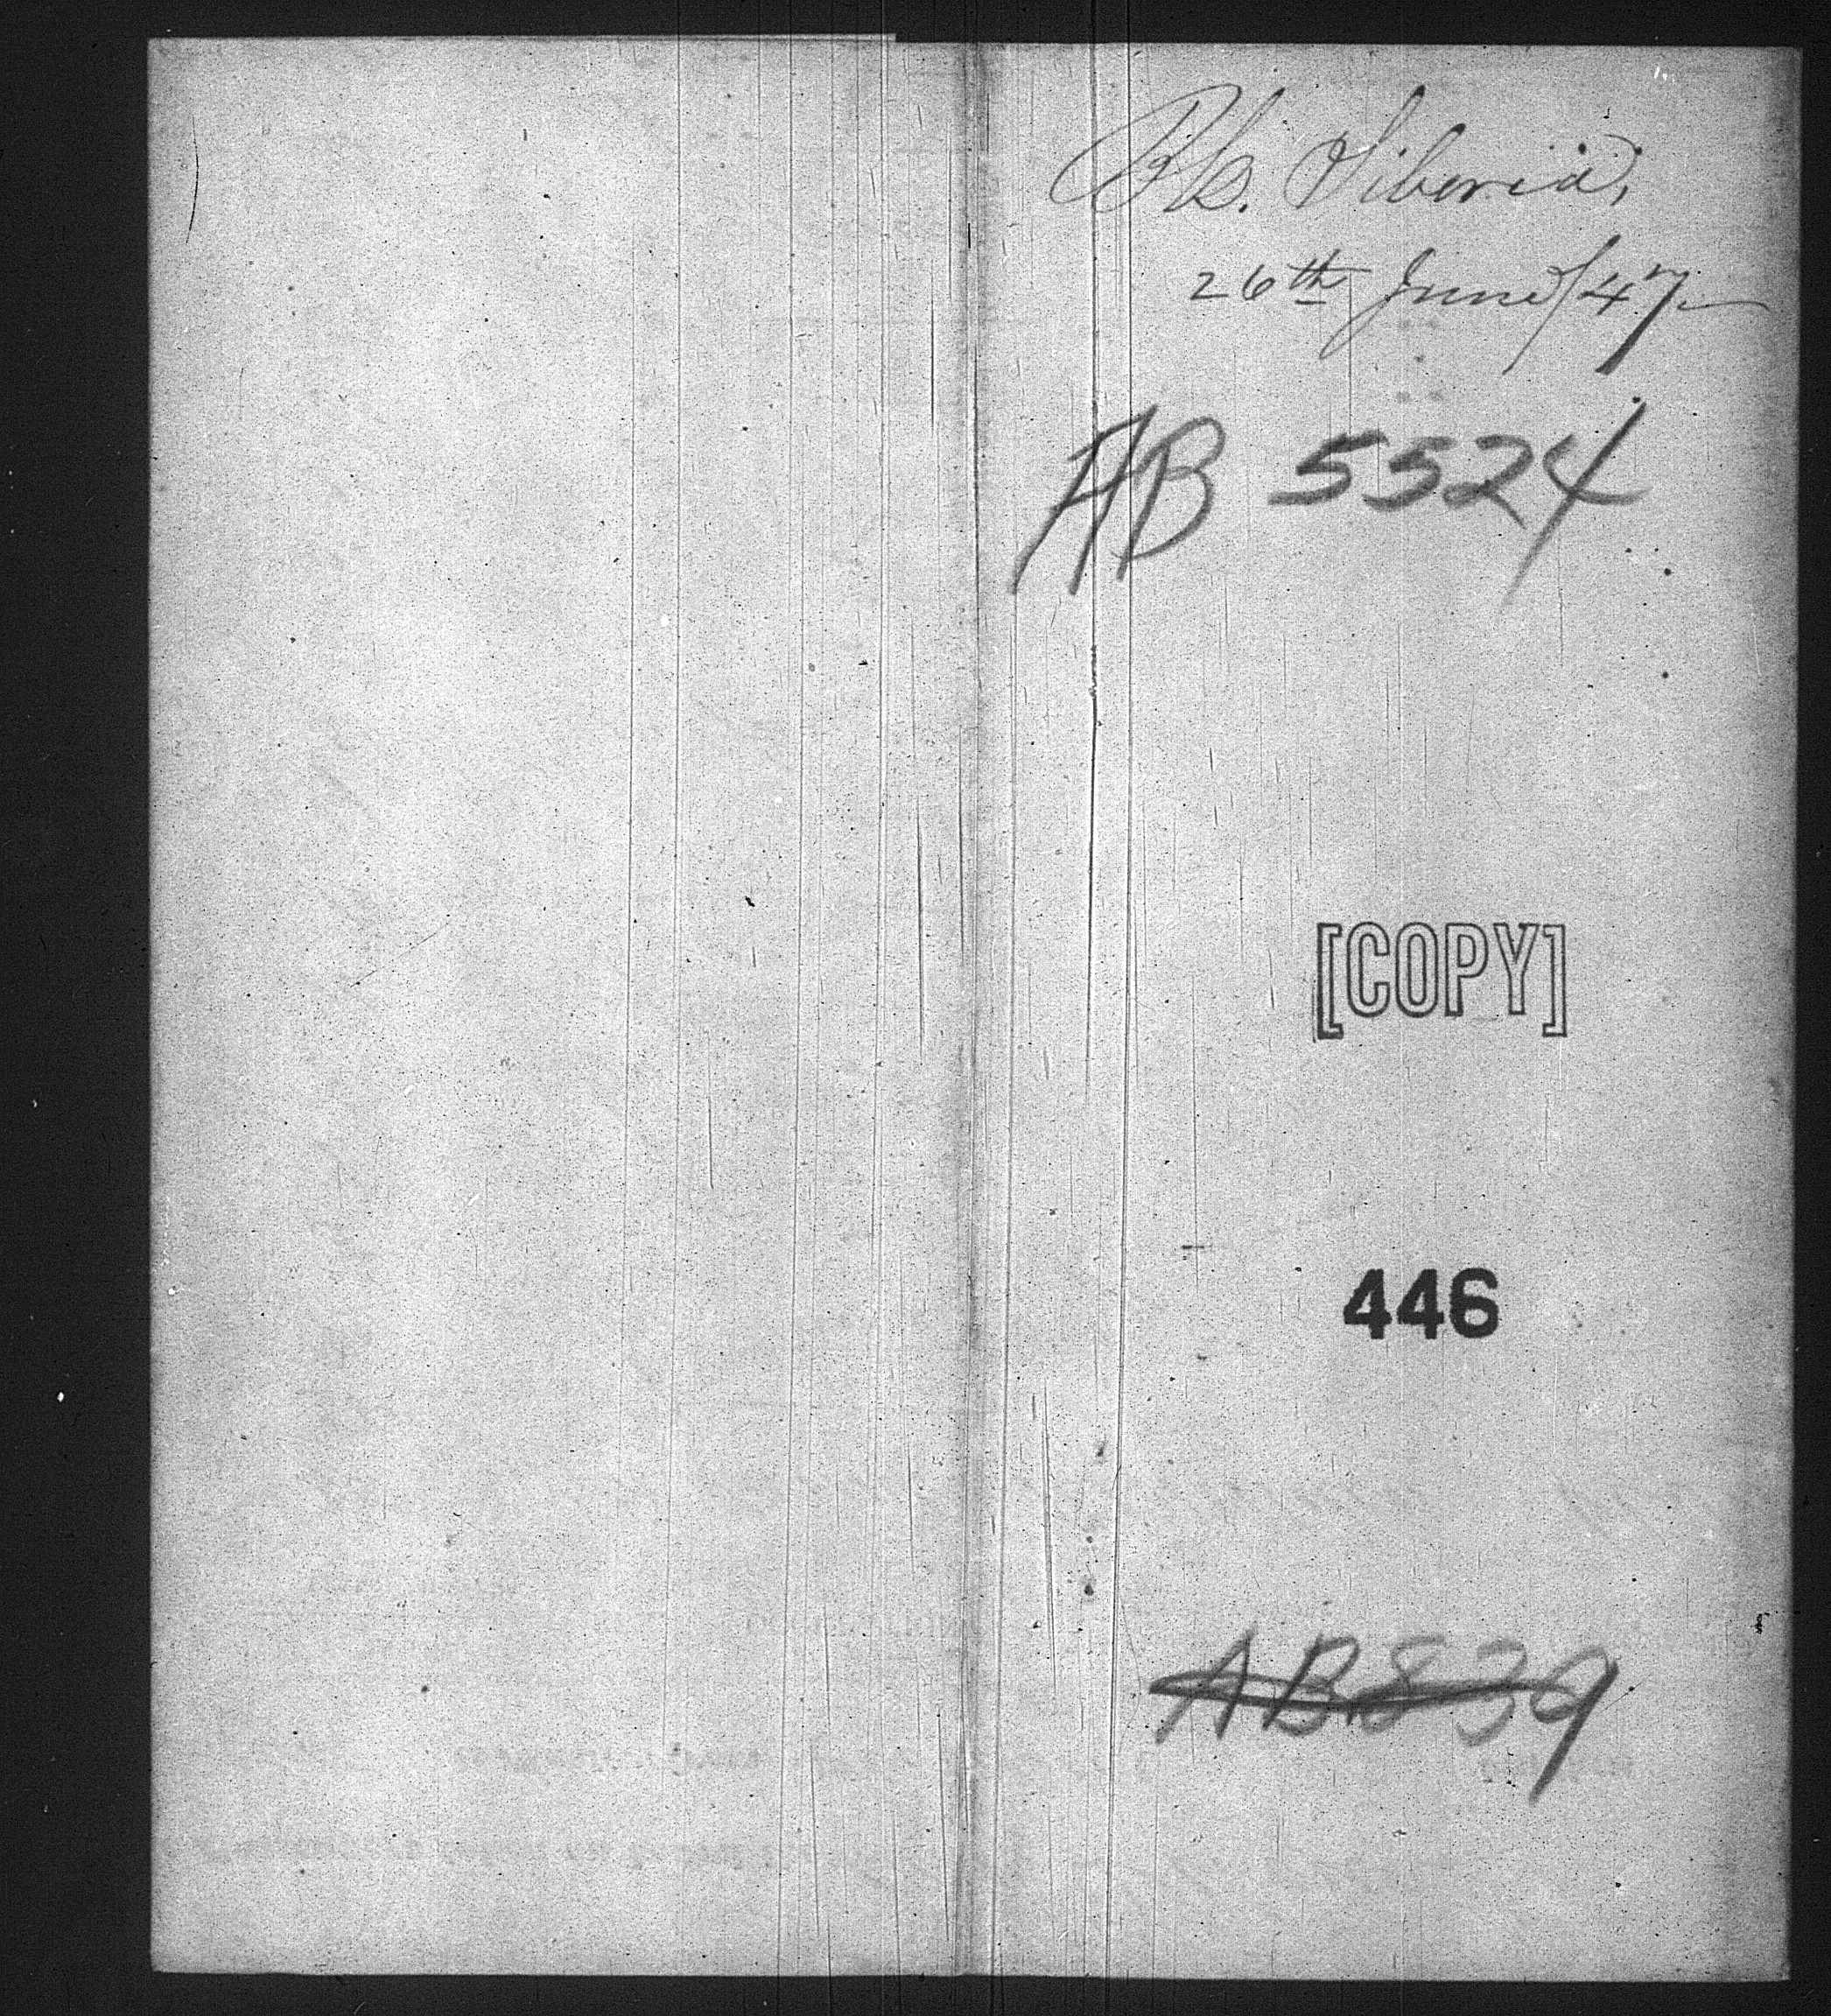 Bk. Siberia,
26th June/47.
AB 5524
[COPY]
446
AB839